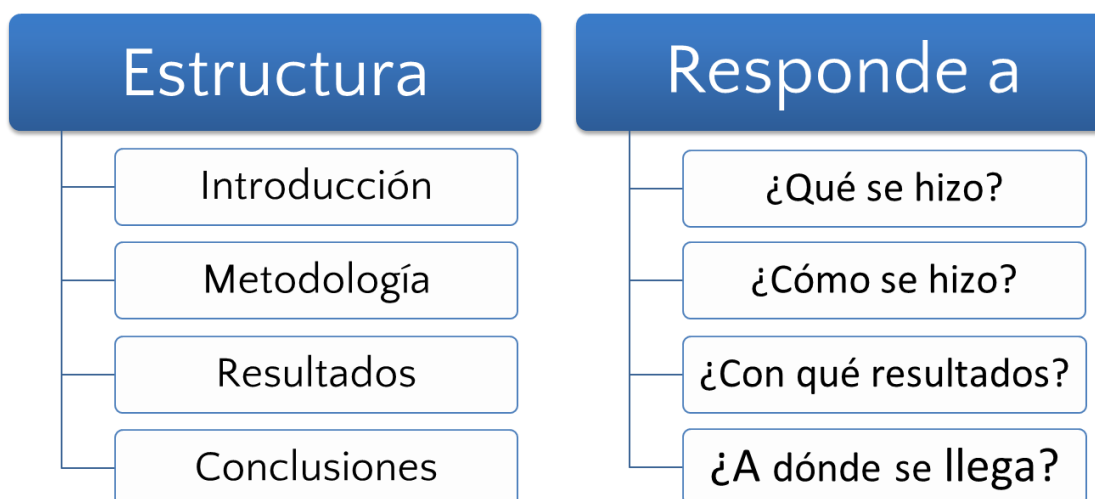 Estructura
Introducción
Metodología
Resultados
Conclusiones
Responde a
¿Qué se hizo?
¿Cómo se hizo?
¿Con qué resultados?
¿A dónde se llega?